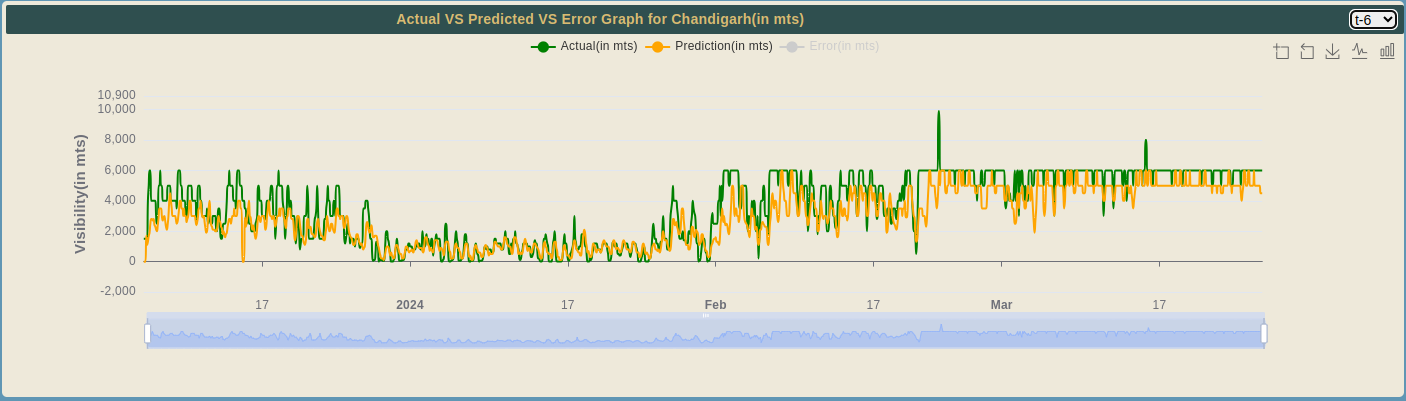 Actual VS Predicted VS Error Graph for Chandigarh(in mts)
t-6
Actual(in mts) Prediction(in mts) Error(in mts)
10,900
10,000
8,000
6,000
4,000
2,000
0
-2,000
Visibility(in mts)
17 2024 17 Feb 17 Mar 17